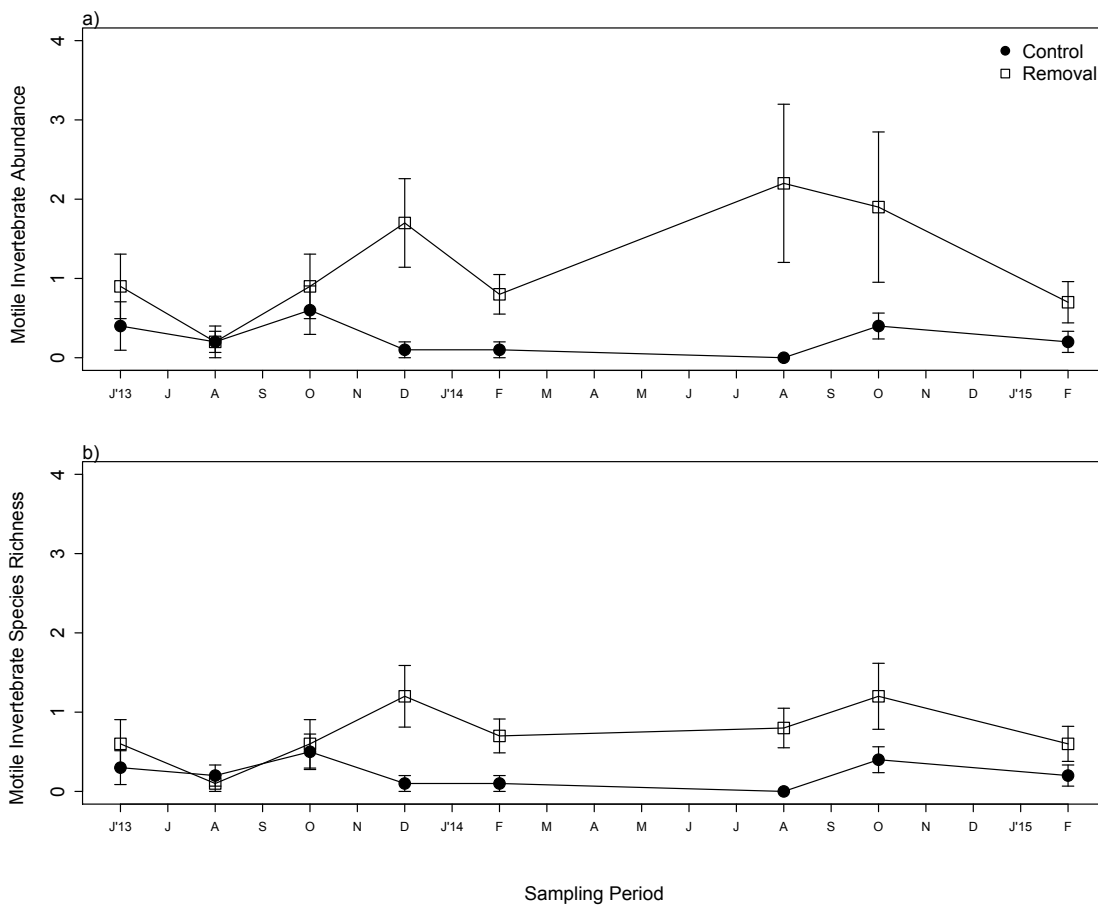 a)
Motile Invertebrate Abundance
4
3
2
1
0
Control
Removal
J'13 J A S O N D J'14 F M A M J J A S O N D J'15 F
b)
Motile Invertebrate Species Richness
4
3
2
1
0
J'13 J A S O N D J'14 F M A M J J A S O N D J'15 F
Sampling Period